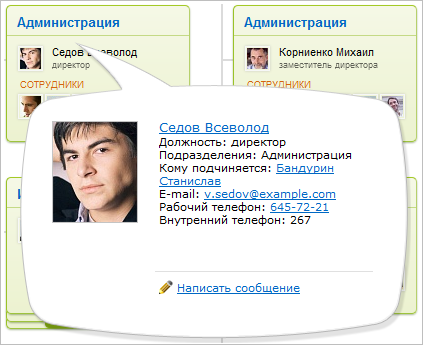 Администрация
Седов Всеволод
директор
СОТРУДНИКИ
Администрация
Корниенко Михаил
заместитель директора
СОТРУДНИКИ
Седов Всеволод
Должность: директор
Подразделения: Администрация
Кому подчиняется: Бандурин
Станислав
E-mail: v.sedov@example.com
Рабочий телефон: 645-72-21
Внутренний телефон: 267
Написать сообщение